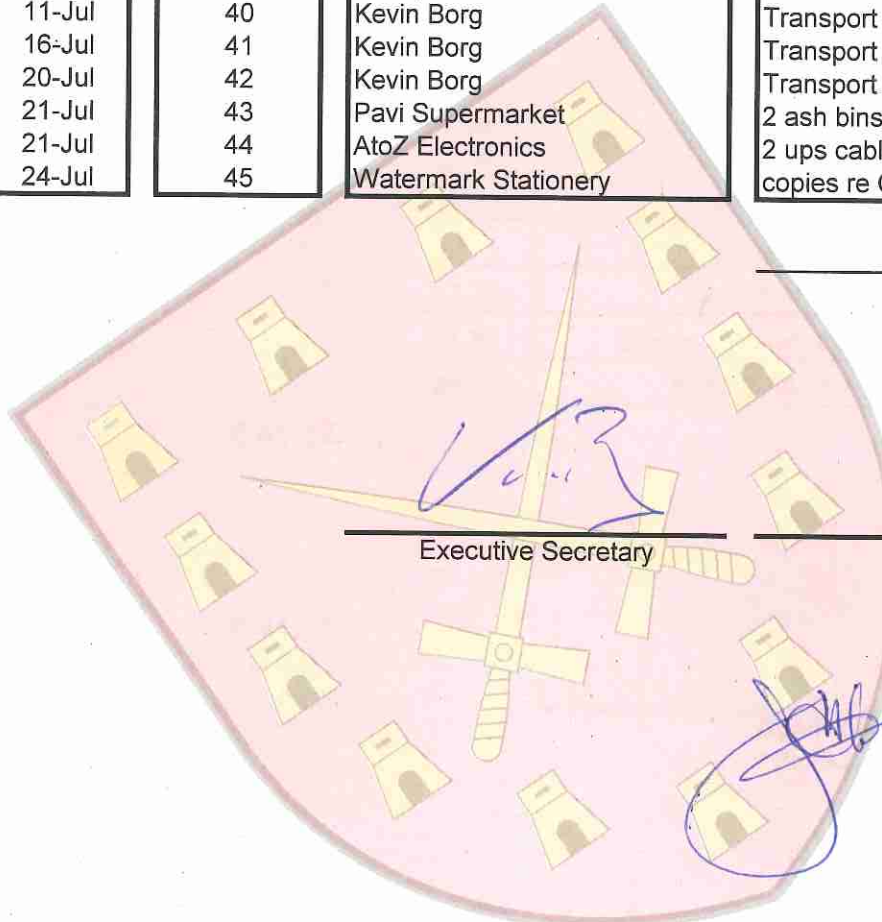 11-Jul 40 Kevin Borg Transport
16-Jul 41 Kevin Borg Transport
20-Jul 42 Kevin Borg Transport
21-Jul 43 Pavi Supermarket 2 ash bins
21-Jul 44 AtoZ Electronics 2 ups cabl
24-Jul 45 Watermark Stationery copies re
Executive Secretary